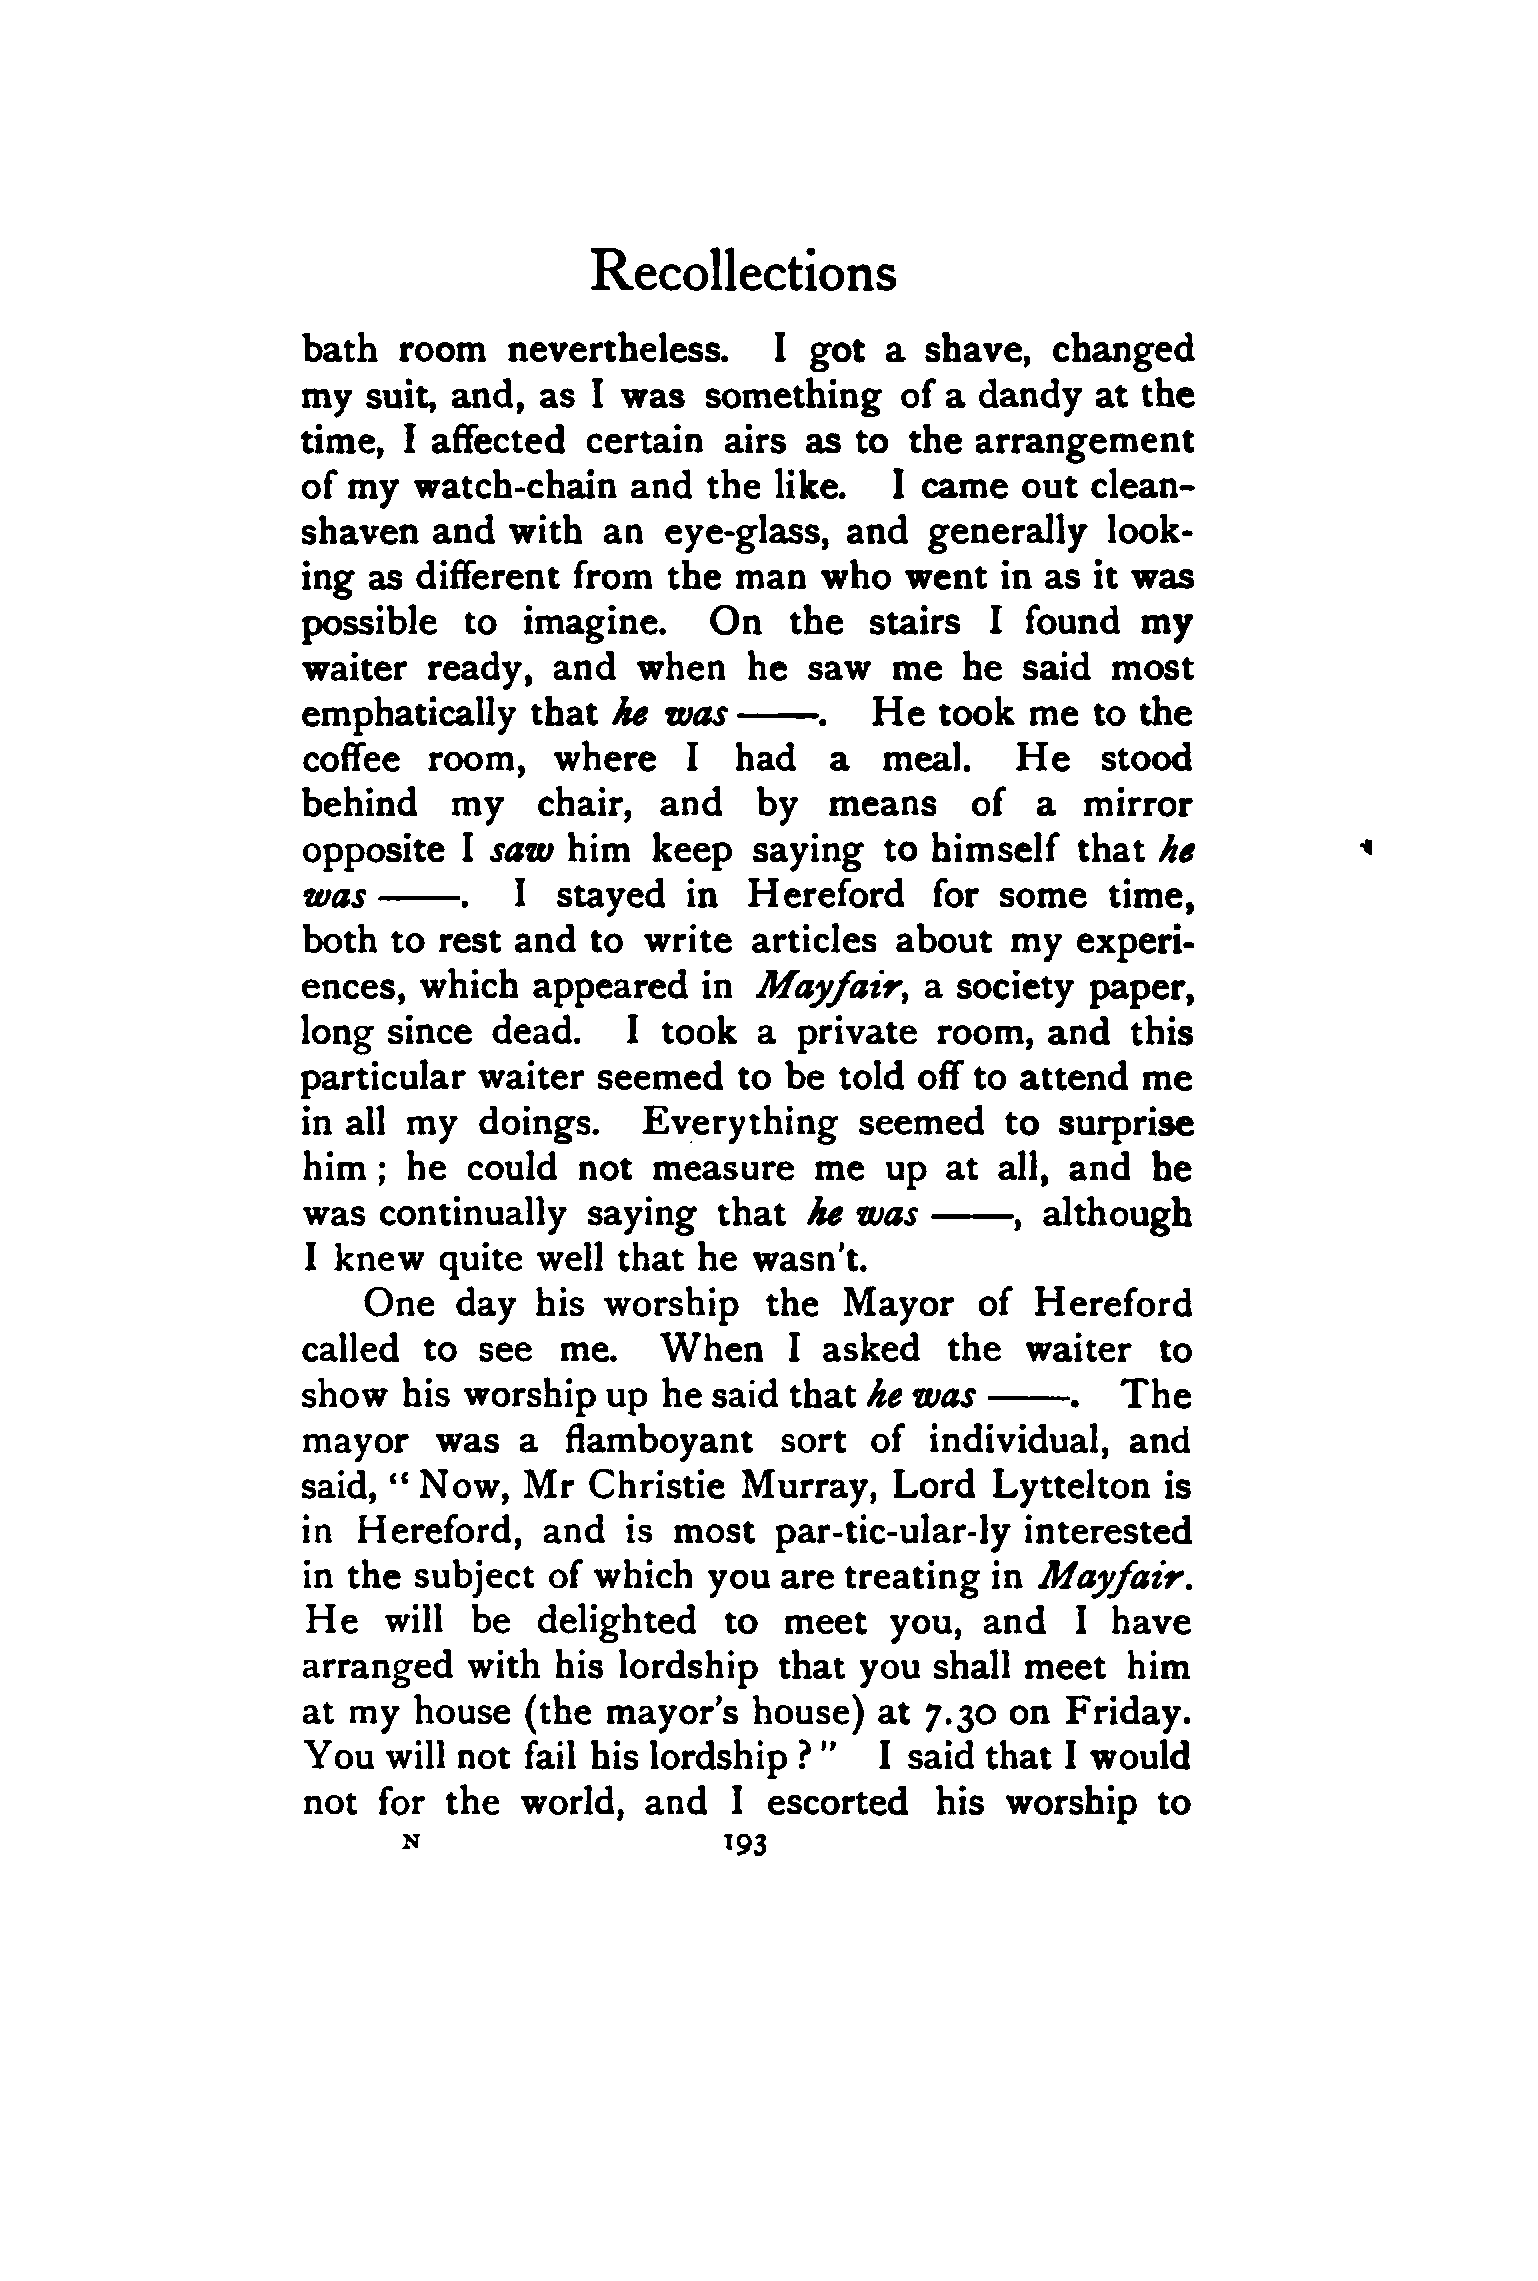 Recollections
bath room nevertheless. I got a shave, changed
my suit, and, as I was something of a dandy at the
time, I affected certain airs as to the arrangement
of my watch-chain and the like. I came out clean-
shaven and with an eye-glass, and generally look-
ing as different from the man who went in as it was
possible to imagine. On the stairs I found my
waiter ready, and when he saw me he said most
emphatically that he was ——. He took me to the
coffee room, where I had a meal. He stood
behind my chair, and by means of a mirror
opposite I saw him keep saying to himself that he
was ——. I stayed in Hereford for some time,
both to rest and to write articles about my experi-
ences, which appeared in Mayfair, a society paper,
long since dead. I took a private room, and this
particular waiter seemed to be told off to attend me
in all my doings. Everything seemed to surprise
him ; he could not measure me up at all, and he
was continually saying that he was ——, although
I knew quite well that he wasn't.
One day his worship the Mayor of Hereford
called to see me. When I asked the waiter to
show his worship up he said that he was ——. The
mayor was a flamboyant sort of individual, and
said, "Now, Mr Christie Murray, Lord Lyttelton is
in Hereford, and is most par-tic-ular-ly interested
in the subject of which you are treating in Mayfair.
He will be delighted to meet you, and I have
arranged with his lordship that you shall meet him
at my house (the mayor's house) at 7.30 on Friday.
You will not fail his lordship ?" I said that I would
not for the world, and I escorted his worship to
N 193